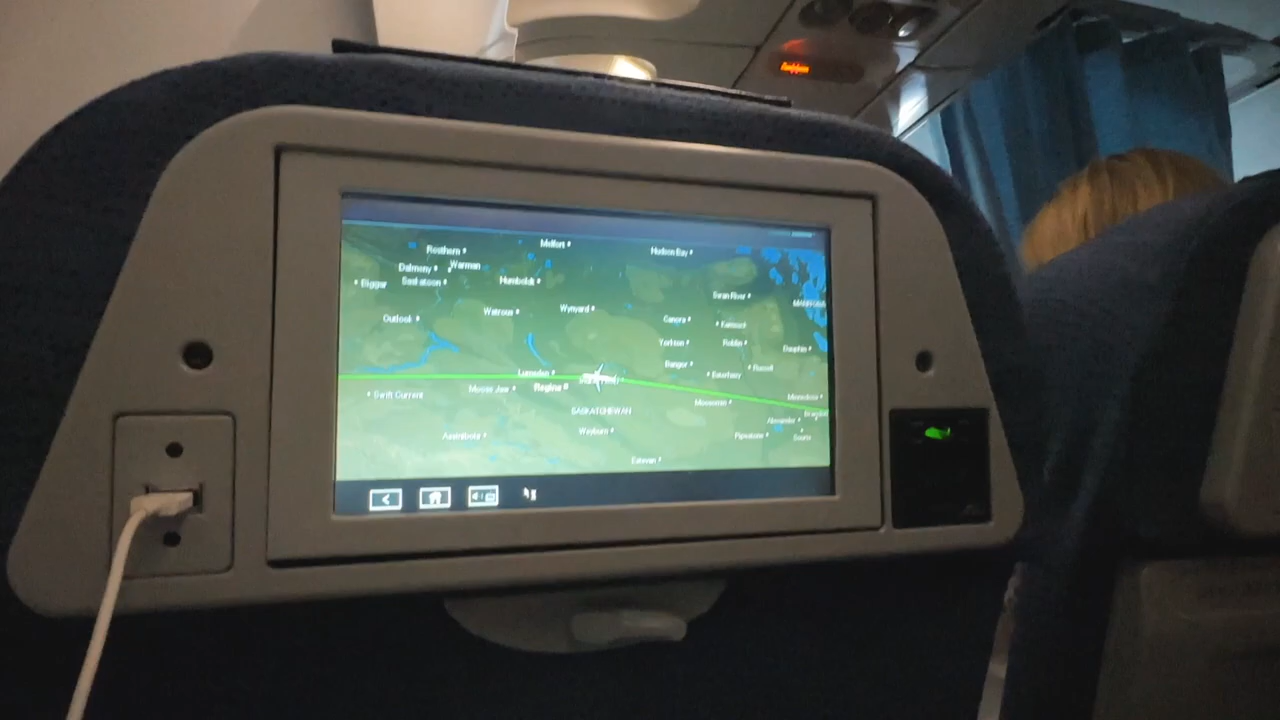 Rosthern
Melfort
Hudson Bay
Dalmeny
Warman
Biggar
Saskatoon
Humboldt
Swan River
Outlook
Watrous
Wynyard
Canora
Kamsack
Yorkton
Roblin
Dauphin
Bangor
Russell
Esterhazy
Lumsden
Swift Current
Moose Jaw
Regina
Moosomin
Minnedosa
SASKATCHEWAN
Brandon
Alexander
Assiniboia
Weyburn
Pipestone
Souris
Estevan